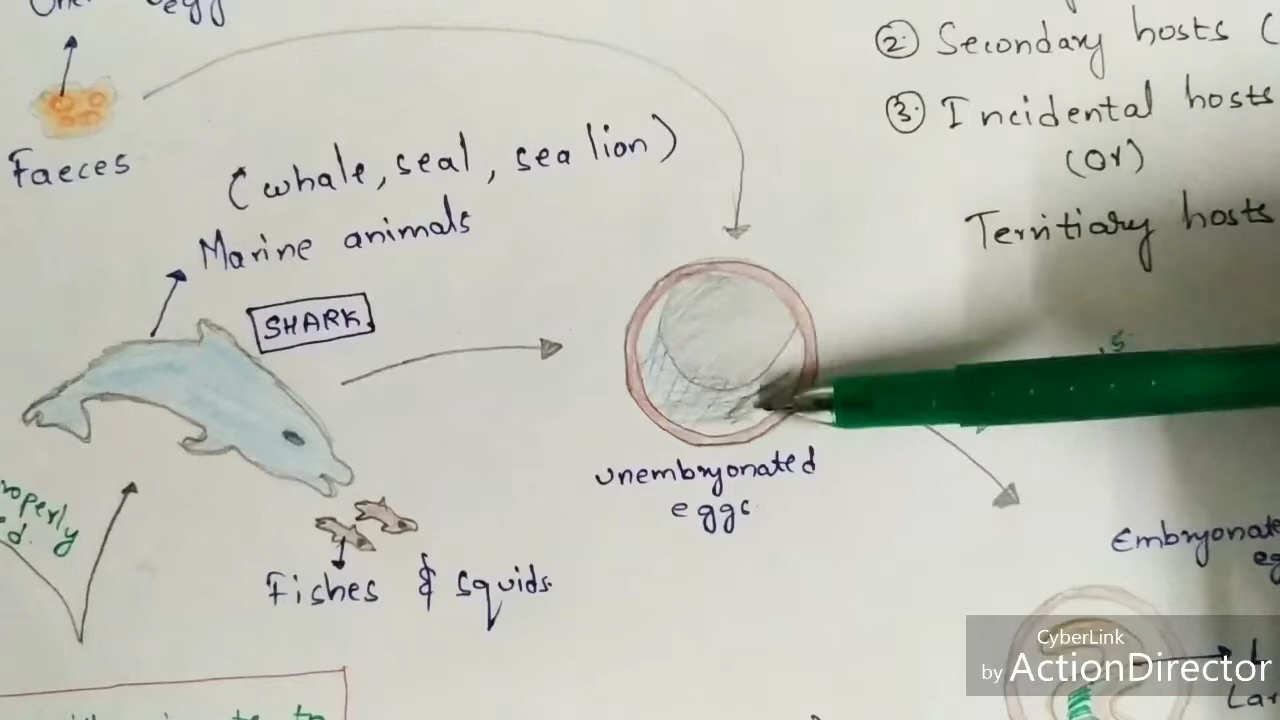 egg
② Secondary hosts (
③ Incidental hosts
(Or)
Territiary hosts
Faeces
(whale, seal, sea lion)
Marine animals
SHARK
unembryonated
eggs
Fishes & squids.
Embryonate
CyberLink
by ActionDirector